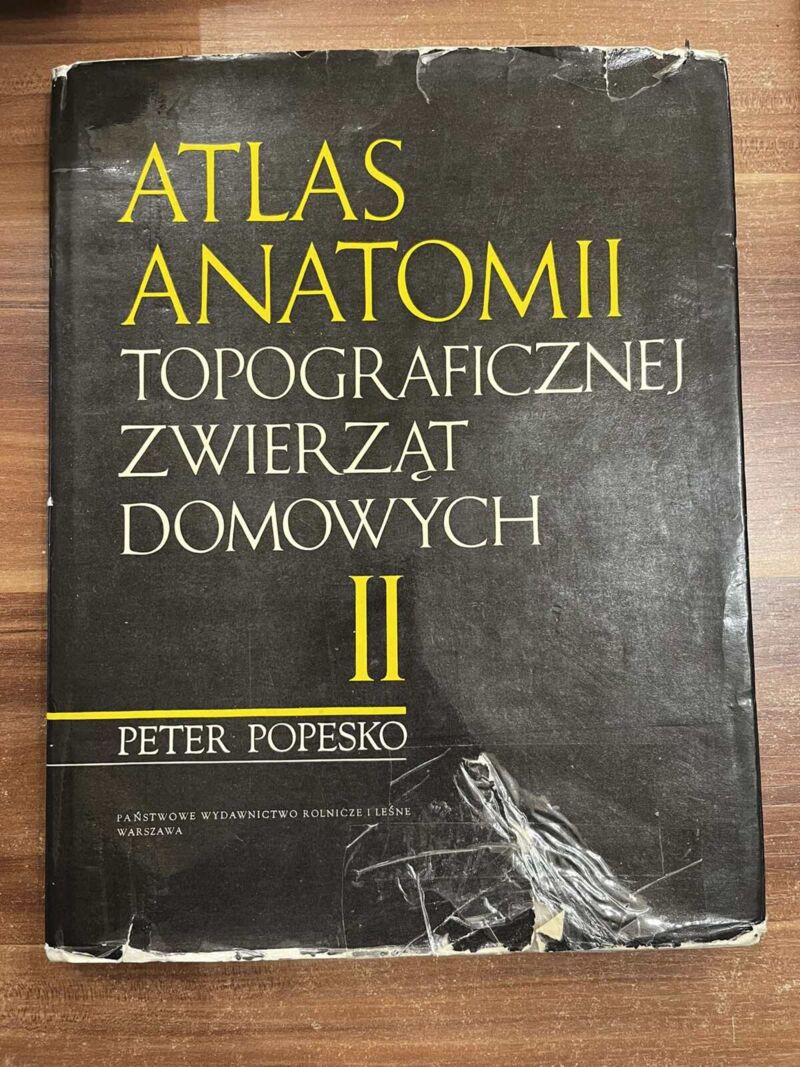 ATLAS
ANATOMII
TOPOGRAFICZNEJ
ZWIERZĄT
DOMOWYCH
II
PETER POPESKO
PAŃSTWOWE WYDAWNICTWO ROLNICZE I LEŚNE
WARSZAWA